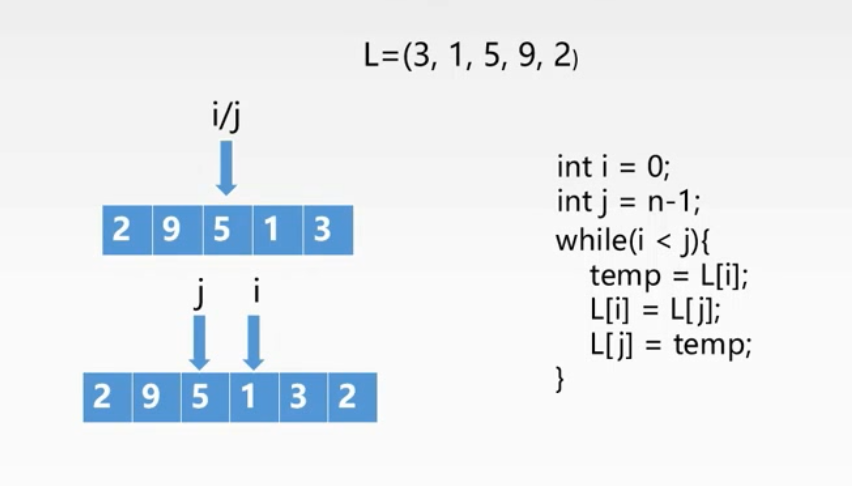 L=(3, 1, 5, 9, 2)
i/j
2 9 5 1 3
j i
2 9 5 1 3 2
int i = 0;
int j = n-1;
while(i < j){
temp = L[i];
L[i] = L[j];
L[j] = temp;
}